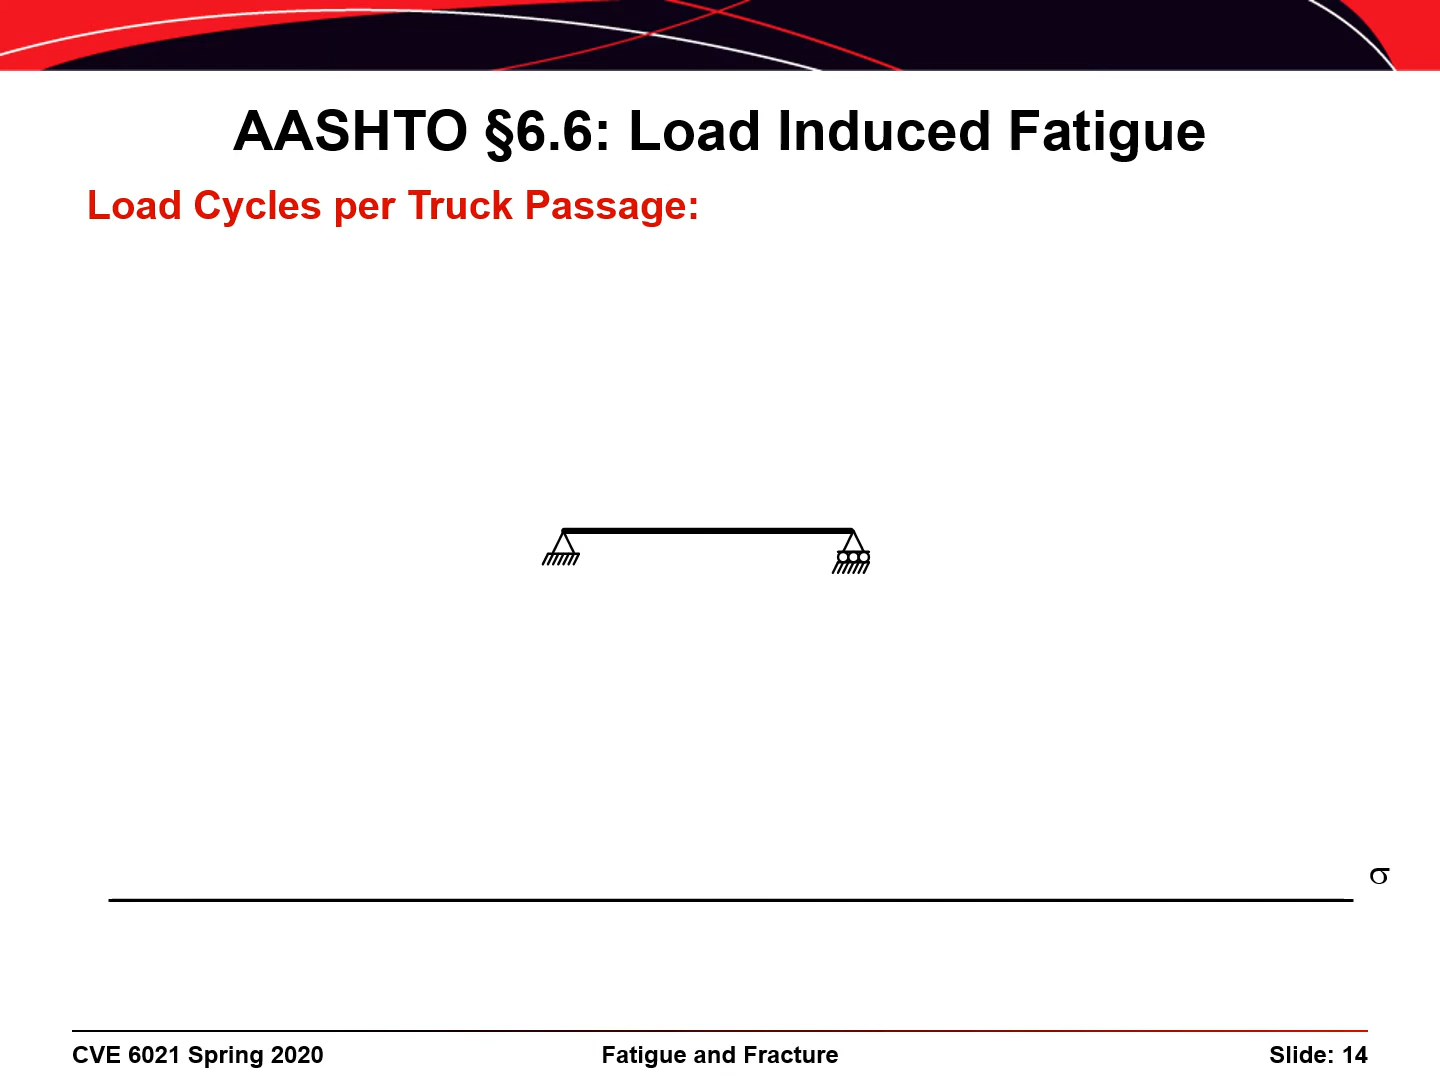 AASHTO §6.6: Load Induced Fatigue
Load Cycles per Truck Passage:
σ
CVE 6021 Spring 2020
Fatigue and Fracture
Slide: 14